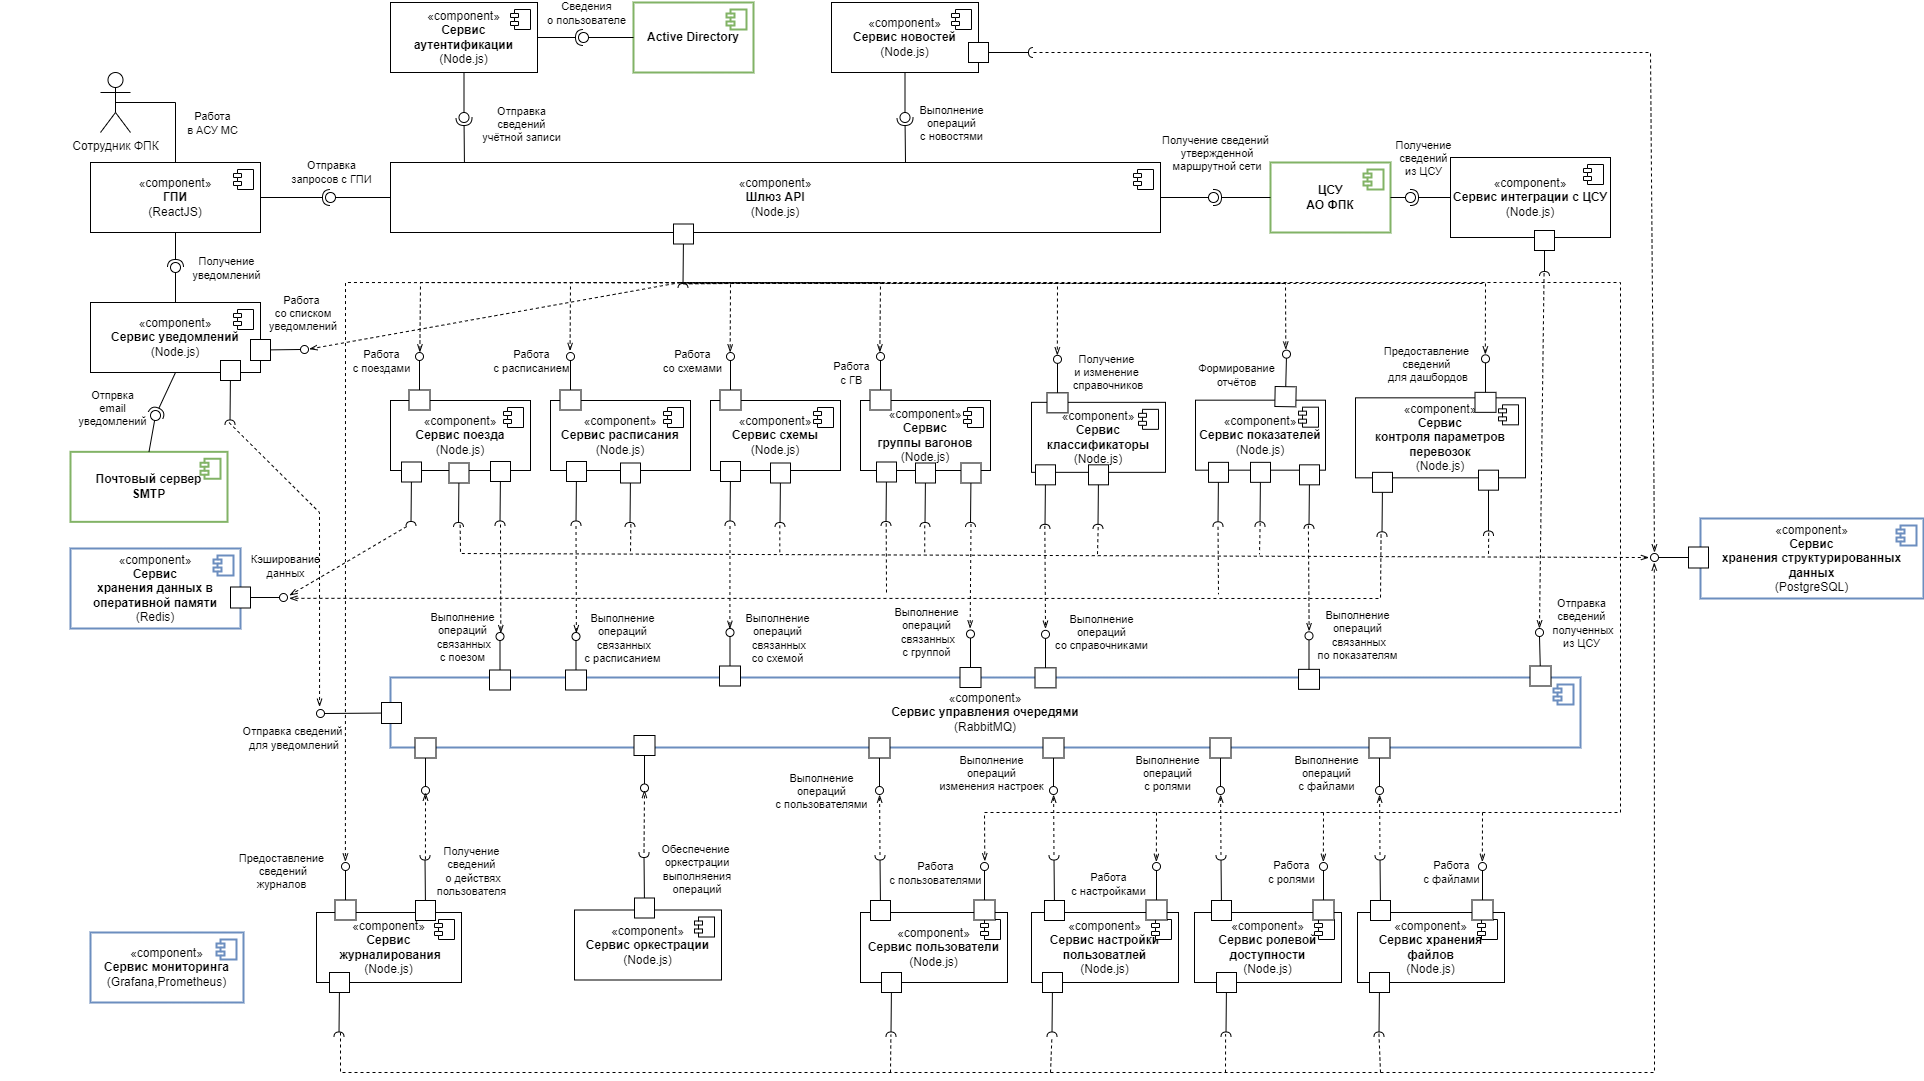 «component»
Сервис
аутентификации
(Node.js)
Сведения
о пользователе
Active Directory
«component»
Сервис новостей
(Node.js)
Сотрудник ФПК
Работа
в АСУ МС
Отправка
сведений
учётной записи
Выполнение
операций
с новостями
«component»
ГПИ
(ReactJS)
Отправка
запросов с ГПИ
«component»
Шлюз API
(Node.js)
Получение сведений
утвержденной
маршрутной сети
ЦСУ
АО ФПК
Получение
сведений
из ЦСУ
«component»
Сервис интеграции с ЦСУ
(Node.js)
Получение
уведомлений
«component»
Сервис уведомлений
(Node.js)
Работа
со списком
уведомлений
Отпрвка
email
уведомлений
Почтовый сервер
SMTP
Работа
с поездами
Работа
с расписанием
Работа
со схемами
Работа
с ГВ
Получение
и изменение
справочников
Формирование
отчётов
Предоставление
сведений
для дашбордов
«component»
Сервис поезда
(Node.js)
«component»
Сервис расписания
(Node.js)
«component»
Сервис схемы
(Node.js)
«component»
Сервис
группы вагонов
(Node.js)
«component»
Сервис
классификаторы
(Node.js)
«component»
Сервис показателей
(Node.js)
«component»
Сервис
контроля параметров
перевозок
(Node.js)
«component»
Сервис
хранения структурированных
данных
(PostgreSQL)
«component»
Сервис
хранения данных в
оперативной памяти
(Redis)
Кэширование
данных
Выполнение
операций
связанных
с поезом
Выполнение
операций
связанных
с расписанием
Выполнение
операций
связанных
со схемой
Выполнение
операций
связанных
с группой
Выполнение
операций
со справочниками
Выполнение
операций
связанных
по показателям
Отправка
сведений
полученных
из ЦСУ
«component»
Сервис управления очередями
(RabbitMQ)
Отправка сведений
для уведомлений
Выполнение
операций
с пользователями
Выполнение
операций
изменения настроек
Выполнение
операций
с ролями
Выполнение
операций
с файлами
Предоставление
сведений
журналов
Получение
сведений
о действях
пользователя
Обеспечение
оркестрации
выполняения
операций
Работа
с пользователями
Работа
с настройками
Работа
с ролями
Работа
с файлами
«component»
Сервис мониторинга
(Grafana,Prometheus)
«component»
Сервис
журналирования
(Node.js)
«component»
Сервис оркестрации
(Node.js)
«component»
Сервис пользователи
(Node.js)
«component»
Сервис настройки
пользоватлей
(Node.js)
«component»
Сервис ролевой
доступности
(Node.js)
«component»
Сервис хранения
файлов
(Node.js)